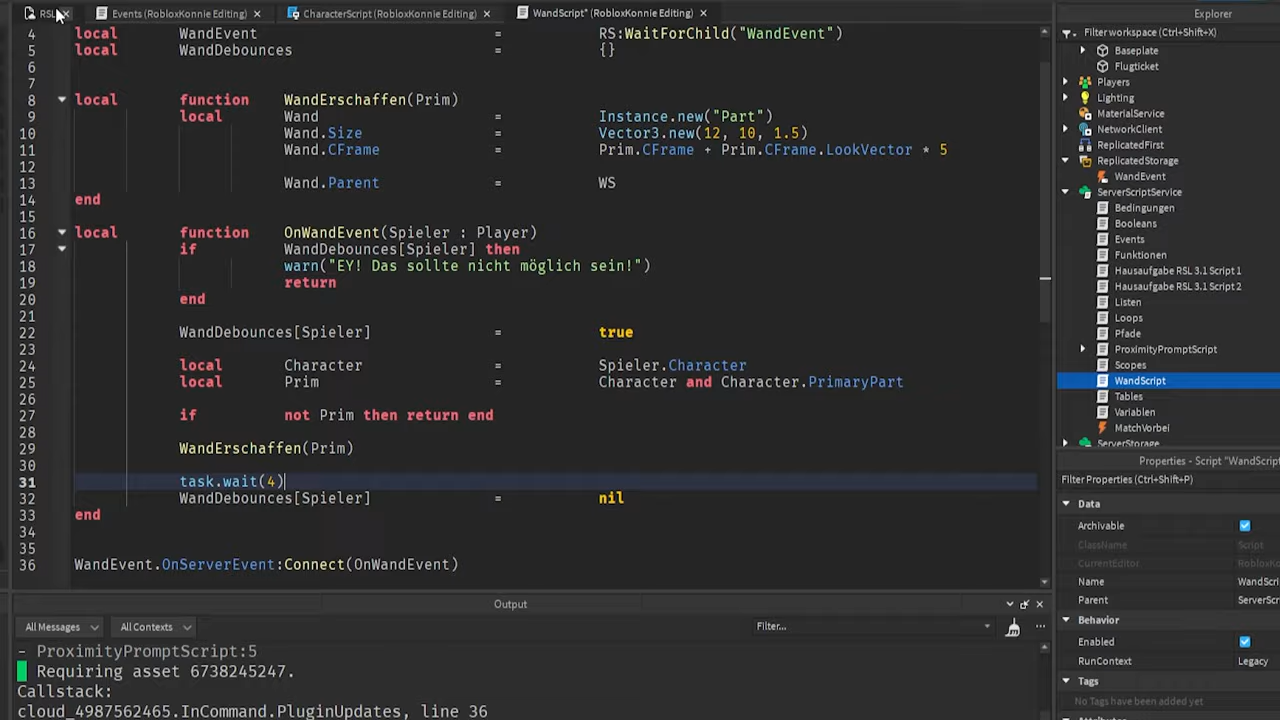 RSL
Events (RobloxKonnie Editing)
CharacterScript (RobloxKonnie Editing)
WandScript* (RobloxKonnie Editing)
4 local WandEvent = RS:WaitForChild("WandEvent")
5 local WandDebounces = {}
6
7
8 local function WandErschaffen(Prim)
9 local Wand = Instance.new("Part")
10 Wand.Size = Vector3.new(12, 10, 1.5)
11 Wand.CFrame = Prim.CFrame + Prim.CFrame.LookVector * 5
12
13 Wand.Parent = WS
14 end
15
16 local function OnWandEvent(Spieler : Player)
17 if WandDebounces[Spieler] then
18 warn("EY! Das sollte nicht möglich sein!")
19 return
20 end
21
22 WandDebounces[Spieler] = true
23
24 local Character = Spieler.Character
25 local Prim = Character and Character.PrimaryPart
26
27 if not Prim then return end
28
29 WandErschaffen(Prim)
30
31 task.wait(4)
32 WandDebounces[Spieler] = nil
33 end
34
35
36 WandEvent.OnServerEvent:Connect(OnWandEvent)
Output
All Messages
All Contexts
Filter...
- ProximityPromptScript:5
Requiring asset 6738245247.
Callstack:
cloud_4987562465.InCommand.PluginUpdates, line 36
Explorer
Filter workspace (Ctrl+Shift+X)
Baseplate
Flugticket
Players
Lighting
MaterialService
NetworkClient
ReplicatedFirst
ReplicatedStorage
WandEvent
ServerScriptService
Bedingungen
Booleans
Events
Funktionen
Hausaufgabe RSL 3.1 Script 1
Hausaufgabe RSL 3.1 Script 2
Listen
Loops
Pfade
ProximityPromptScript
Scopes
WandScript
Tables
Variablen
MatchVorbei
ServerStorage
Properties - Script "WandScript
Filter Properties (Ctrl+Shift+P)
Data
Archivable
ClassName Script
CurrentEditor Roblox
Name WandScri
Parent ServerScr
Behavior
Enabled
RunContext Legacy
Tags
No Tags have been added yet